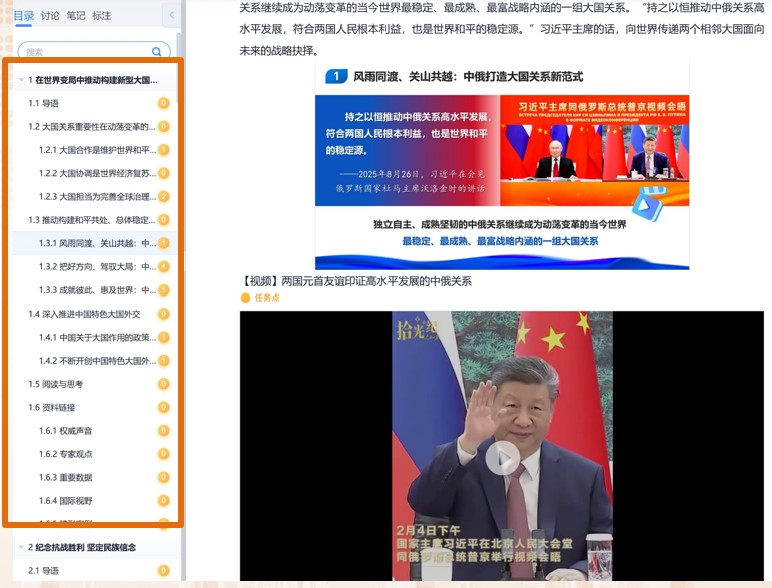 目录 讨论 笔记 标注
搜索
1 在世界变局中推动构建新型大国...
1.1 导语 0
1.2 大国关系重要性在动荡变革的... 0
1.2.1 大国合作是维护世界和平...
1.2.2 大国协调是世界经济复苏...
1.2.3 大国担当为完善全球治理... 2
1.3 推动构建和平共处、总体稳定... 0
1.3.1 风雨同渡、关山共越：中...
1.3.2 把好方向、驾驭大局：中... 4
1.3.3 成就彼此、惠及世界：中...
1.4 深入推进中国特色大国外交 0
1.4.1 中国关于大国作用的政策... 1
1.4.2 不断开创中国特色大国外... 1
1.5 阅读与思考 0
1.6 资料链接 0
1.6.1 权威声音 0
1.6.2 专家观点 0
1.6.3 重要数据 0
1.6.4 国际视野 0
2 纪念抗战胜利 坚定民族信念
2.1 导语 0
关系继续成为动荡变革的当今世界最稳定、最成熟、最富战略内涵的一组大国关系。“持之以恒推动中俄关系高
水平发展，符合两国人民根本利益，也是世界和平的稳定源。”习近平主席的话，向世界传递两个相邻大国面向
未来的战略抉择。
1 风雨同渡、关山共越：中俄打造大国关系新范式
持之以恒推动中俄关系高水平发展，
符合两国人民根本利益，也是世界和平
的稳定源。
——2025年8月26日，习近平在会见
俄罗斯国家杜马主席沃洛金时的讲话
习近平主席同俄罗斯总统普京视频会晤
ВСТРЕЧА ПРЕДСЕДАТЕЛЯ КНР СИ ЦЗИНЬПИНА И ПРЕЗИДЕНТА РФ В. В. ПУТИНА
В ФОРМАТЕ ВИДЕОКОНФЕРЕНЦИИ
独立自主、成熟坚韧的中俄关系继续成为动荡变革的当今世界
最稳定、最成熟、最富战略内涵的一组大国关系
【视频】两国元首友谊印证高水平发展的中俄关系
任务点
拾光纪
2月4日下午
国家主席习近平在北京人民大会堂
同俄罗斯总统普京举行视频会晤